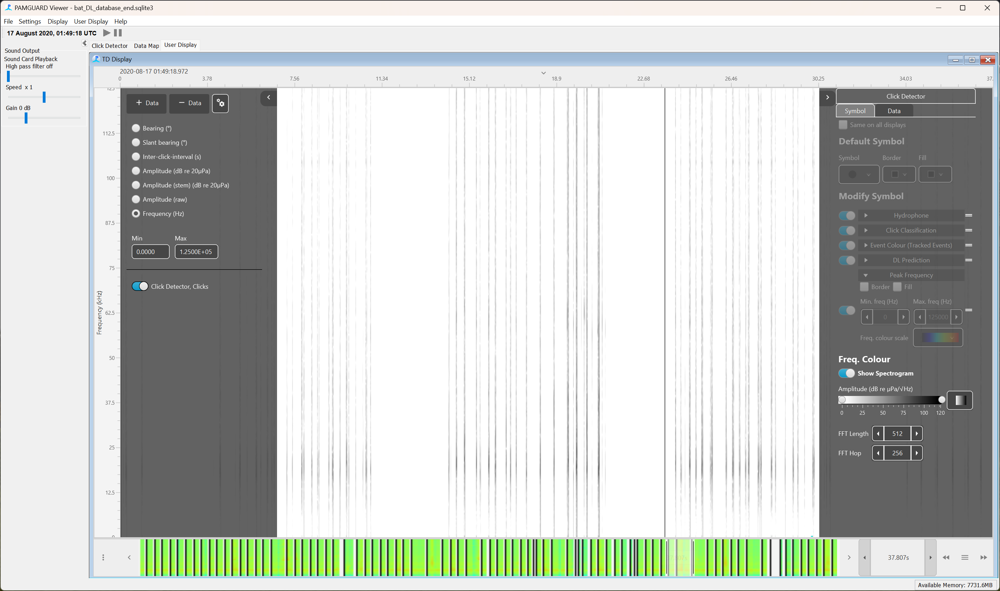 PAMGUARD Viewer - bat_DL_database_end.sqlite3
File Settings Display User Display Help
17 August 2020, 01:49:18 UTC
Sound Output
Sound Card Playback
High pass filter off
Speed x 1
Gain 0 dB
Click Detector Data Map User Display
TD Display
2020-08-17 01:49:18.972
0 3.78 7.56 11.34 15.12 18.9 22.68 26.46 30.25 34.03 37.
125
112.5
100
87.5
75
62.5
50
37.5
25
12.5
0
Frequency (kHz)
+ Data
− Data
Bearing (°)
Slant bearing (°)
Inter-click-interval (s)
Amplitude (dB re 20µPa)
Amplitude (stem) (dB re 20µPa)
Amplitude (raw)
Frequency (Hz)
Min Max
0.0000 1.2500E+05
Click Detector, Clicks
Click Detector
Symbol Data
Same on all displays
Default Symbol
Symbol Border Fill
Modify Symbol
Hydrophone
Click Classification
Event Colour (Tracked Events)
DL Prediction
Peak Frequency
Border Fill
Min. freq (Hz) Max. freq (Hz)
0 125000
Freq. colour scale
Freq. Colour
Show Spectrogram
Amplitude (dB re µPa/√Hz)
0 25 50 75 100 120
FFT Length 512
FFT Hop 256
37.807s
37.807s
Available Memory: 7731.6MB